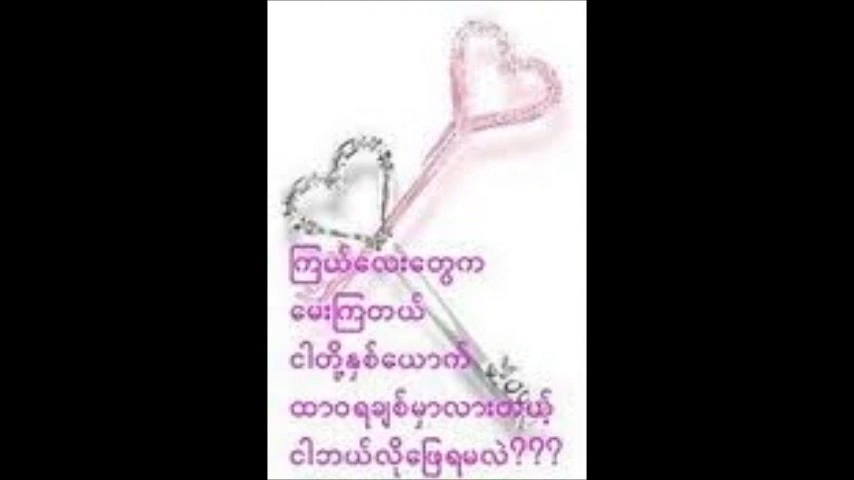 ကြယ်လေးတွေက
မေးကြတယ်
ငါတို့နှစ်ယောက်
ထာဝရချစ်မှာလားတယ့်
ငါဘယ်လိုဖြေရမလဲ???